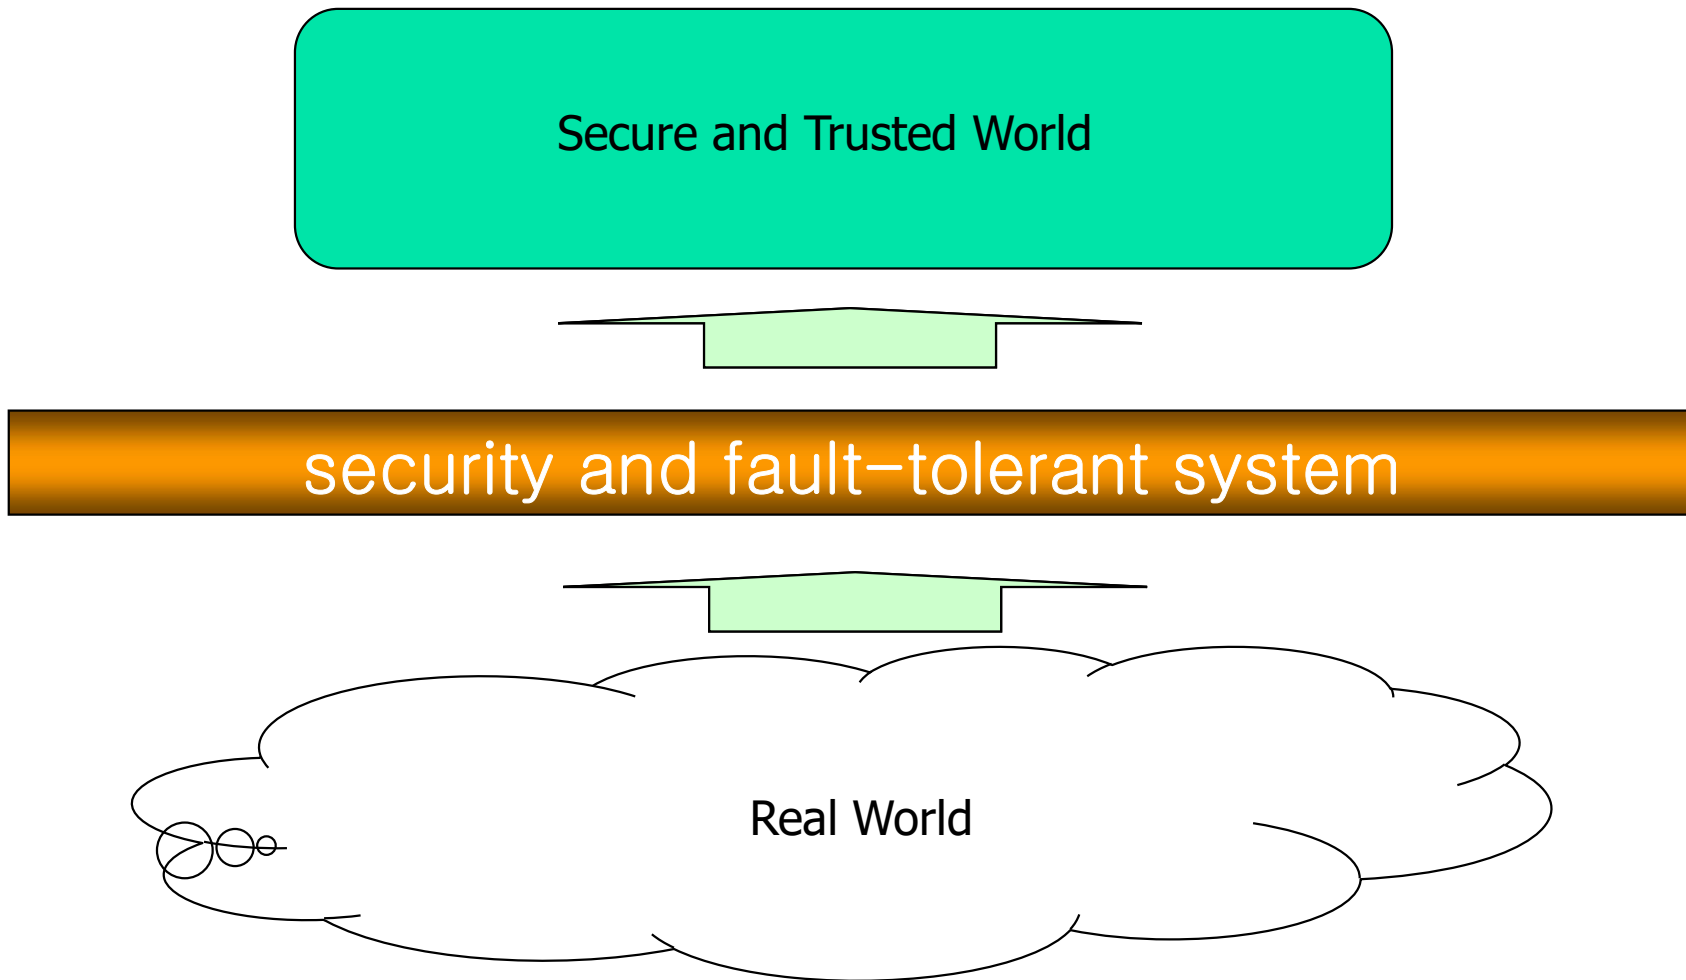 Secure and Trusted World
security and fault-tolerant system
Real World